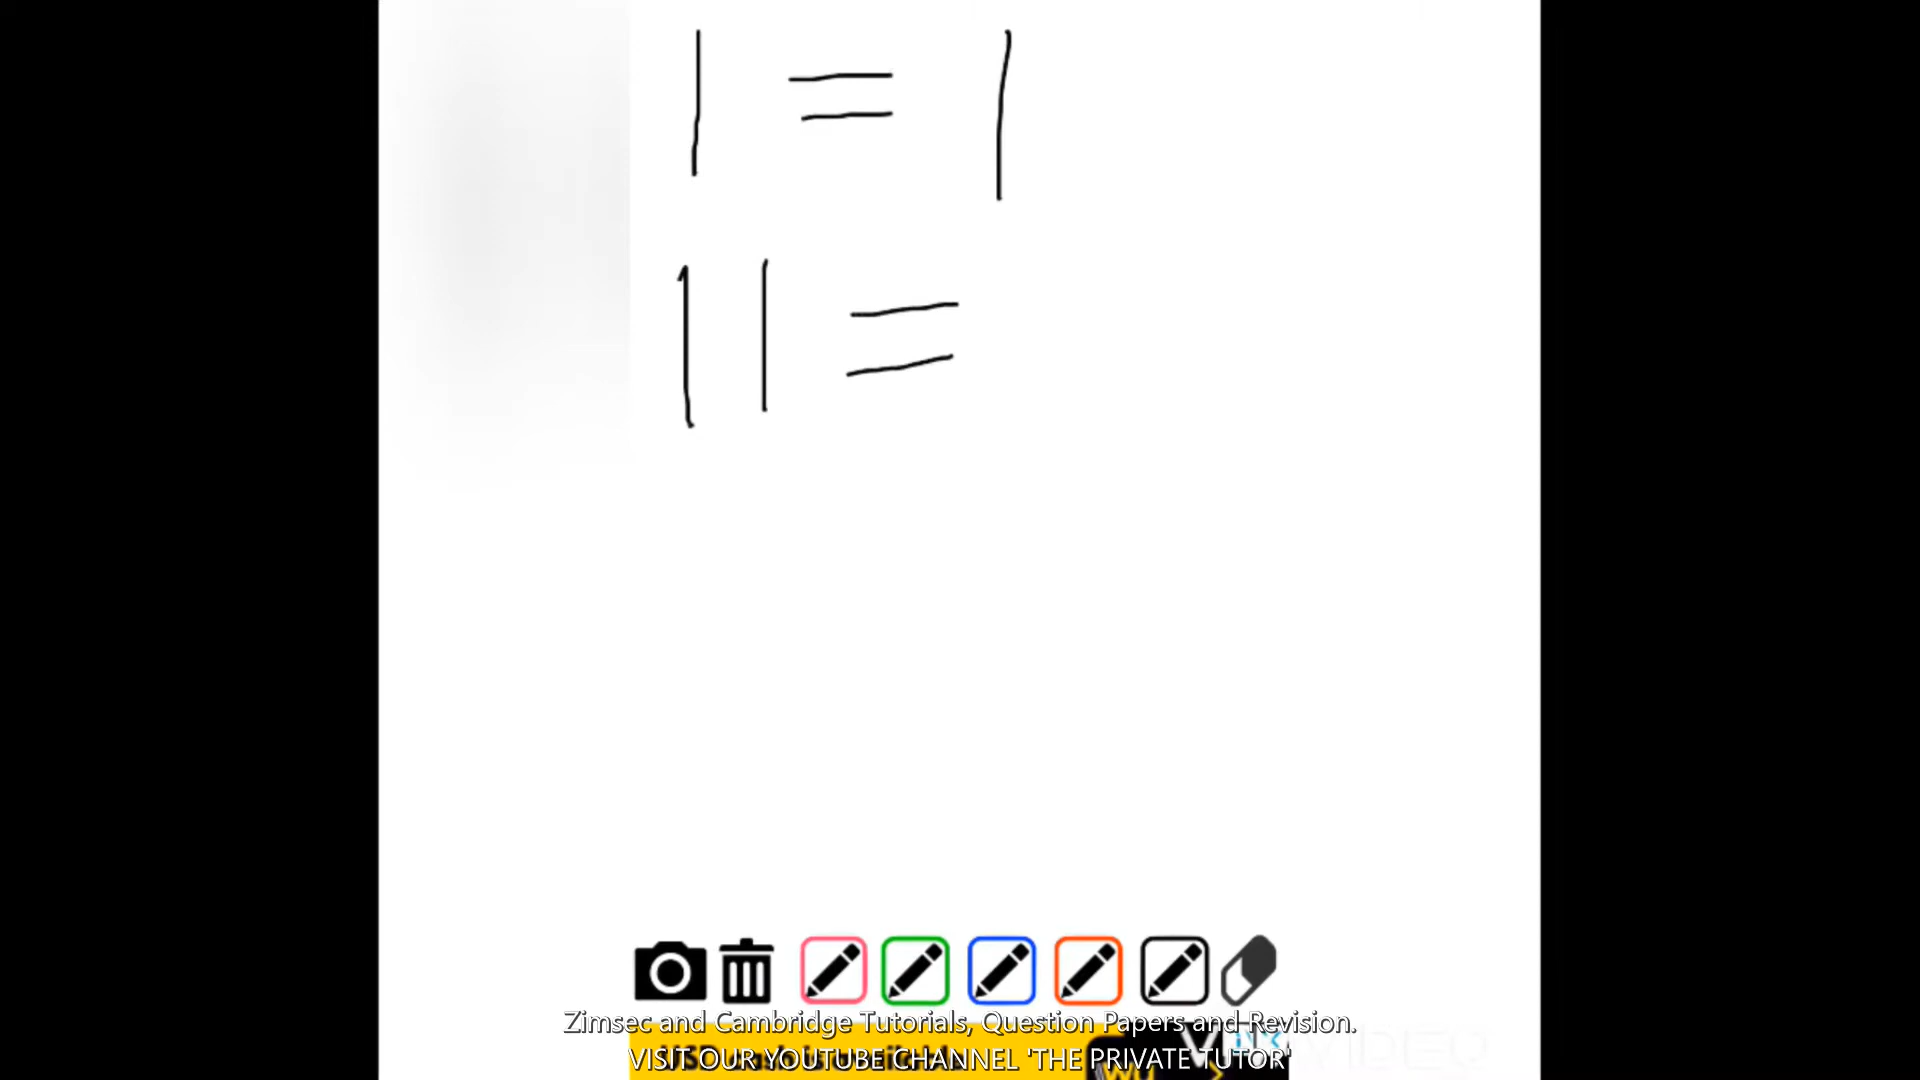 1 = 1
11 =
Zimsec and Cambridge Tutorials, Question Papers and Revision.
VISIT OUR YOUTUBE CHANNEL 'THE PRIVATE TUTOR'